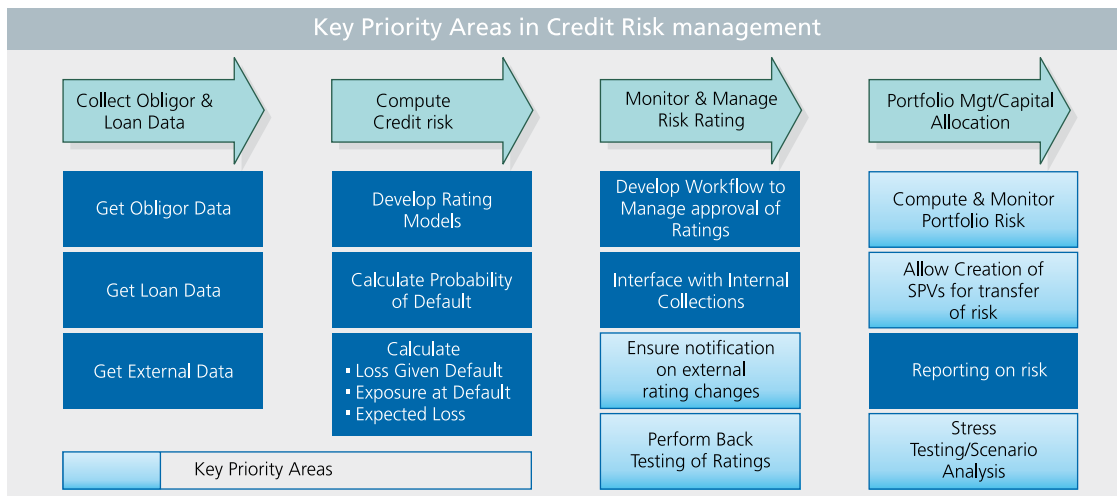 Key Priority Areas in Credit Risk management
Collect Obligor &
Loan Data
Compute
Credit risk
Monitor & Manage
Risk Rating
Portfolio Mgt/Capital
Allocation
Get Obligor Data
Get Loan Data
Get External Data
Develop Rating
Models
Calculate Probability
of Default
Calculate
▪ Loss Given Default
▪ Exposure at Default
▪ Expected Loss
Develop Workflow to
Manage approval of
Ratings
Interface with Internal
Collections
Ensure notification
on external
rating changes
Perform Back
Testing of Ratings
Compute & Monitor
Portfolio Risk
Allow Creation of
SPVs for transfer
of risk
Reporting on risk
Stress
Testing/Scenario
Analysis
Key Priority Areas